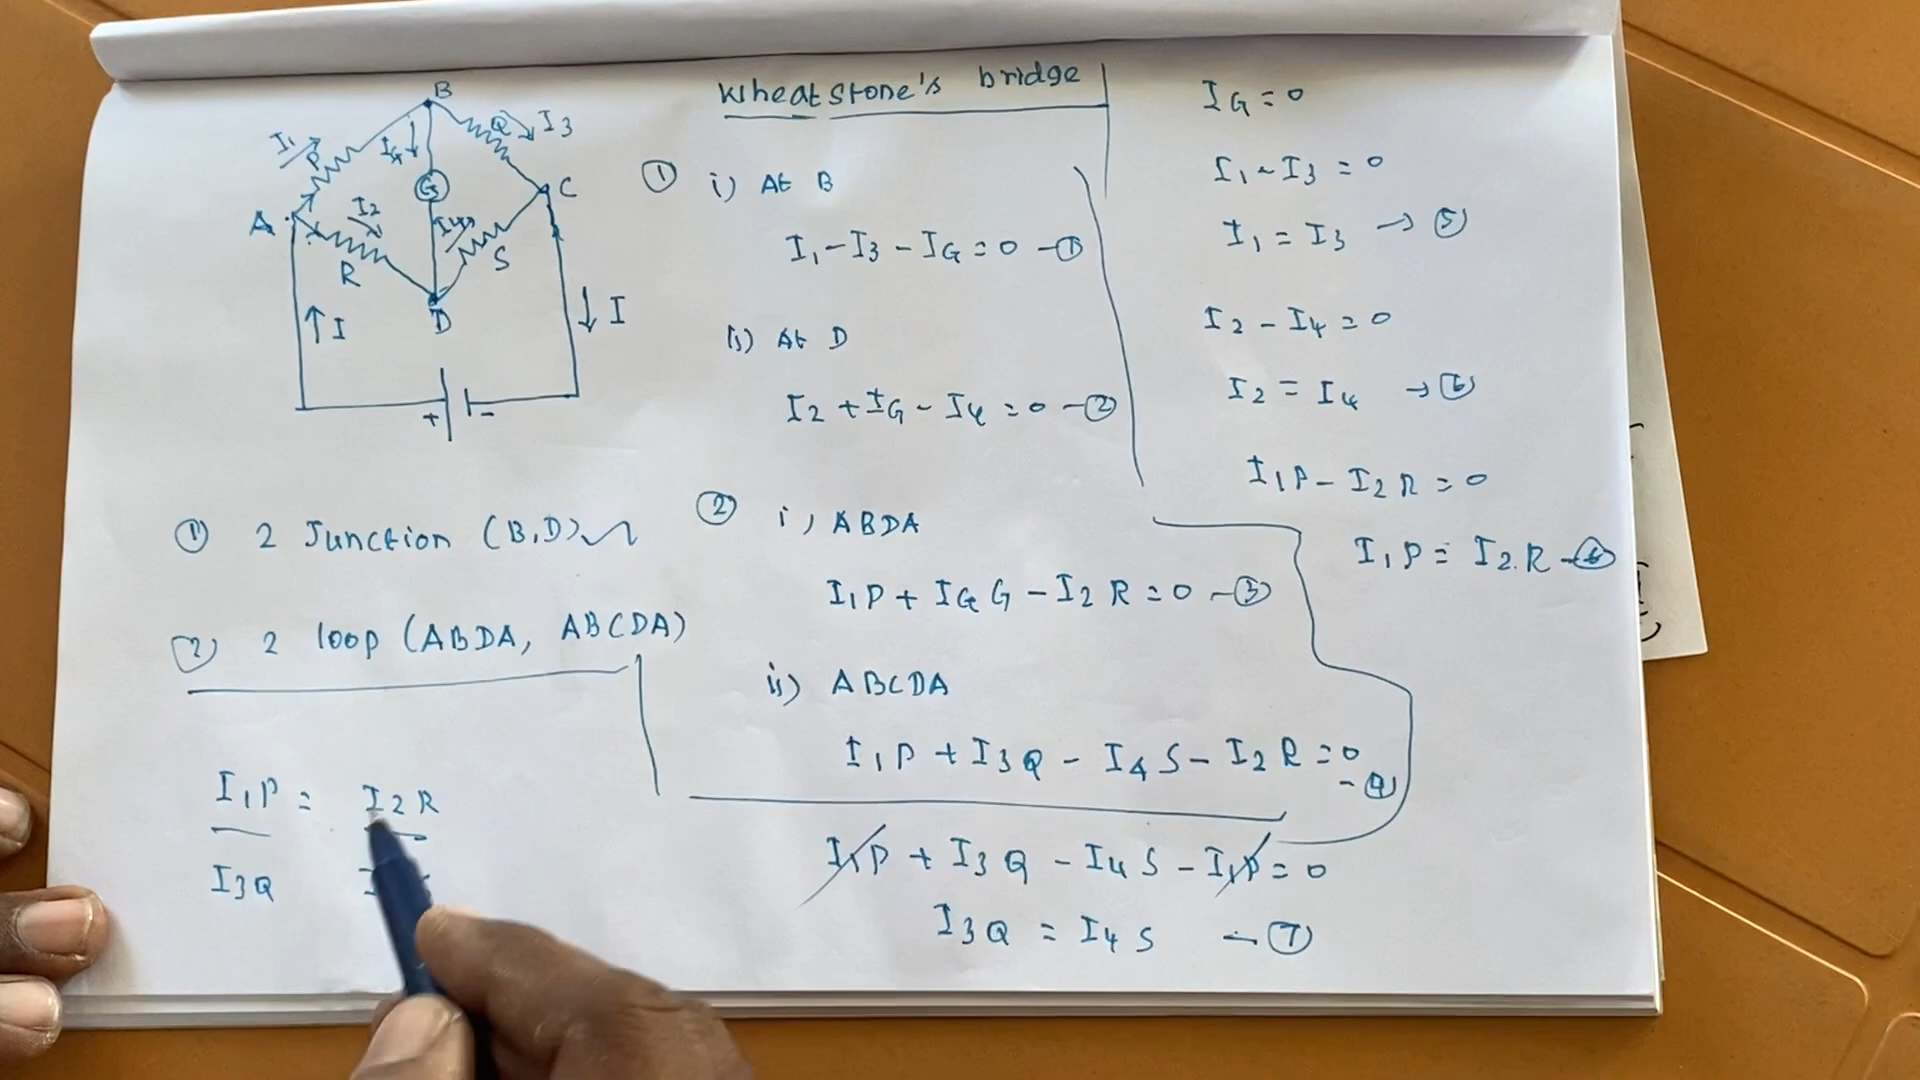 Wheatstone's bridge
B
I1
P
IG
Q
I3
G
C
A
I2
I4
R
S
D
I
I
+
-
① 2 Junction (B,D)
② 2 loop (ABDA, ABCDA)
I1P = I2R
I3Q
① i) At B
I1 - I3 - IG = 0 - ①
ii) At D
I2 + IG - I4 = 0 - ②
② i) ABDA
I1P + IG G - I2R = 0 - ③
ii) ABCDA
I1P + I3Q - I4S - I2R = 0
- ④
I1P + I3Q - I4S - I1P = 0
I3Q = I4S - ⑦
IG = 0
I1 - I3 = 0
I1 = I3 → ⑤
I2 - I4 = 0
I2 = I4 → ⑥
I1P - I2R = 0
I1P = I2R - ⑥